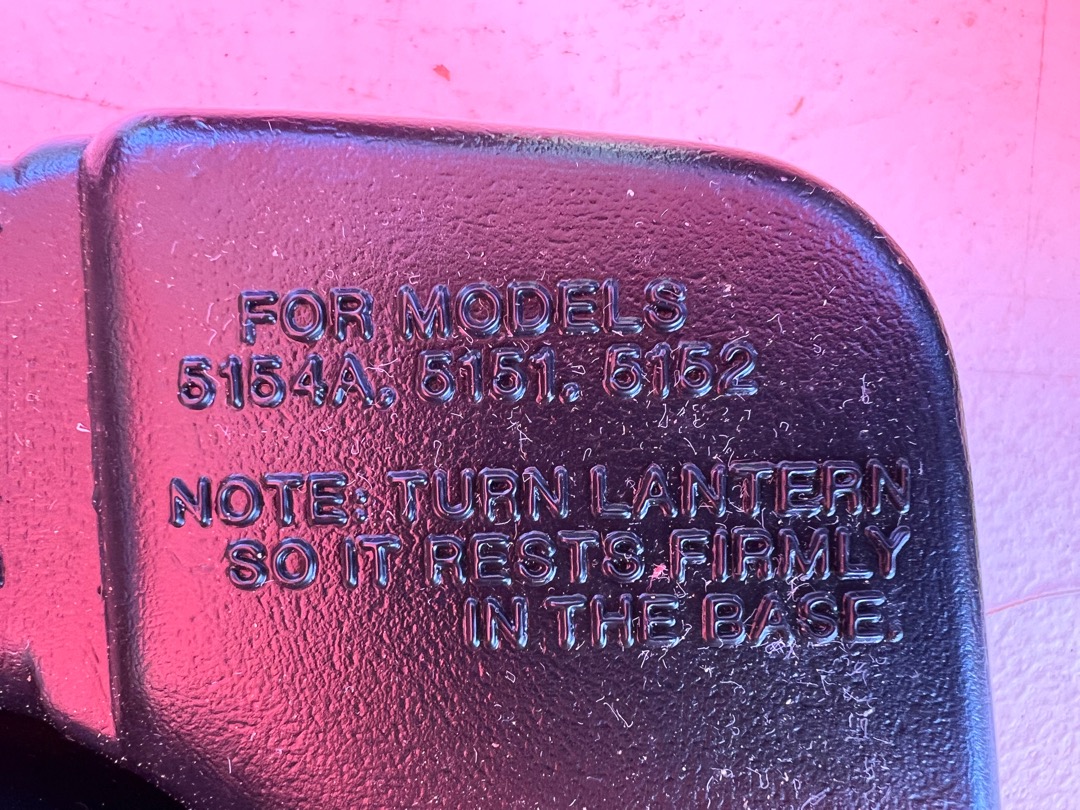 FOR MODELS
5154A, 5151, 5152
NOTE: TURN LANTERN
SO IT RESTS FIRMLY
IN THE BASE.